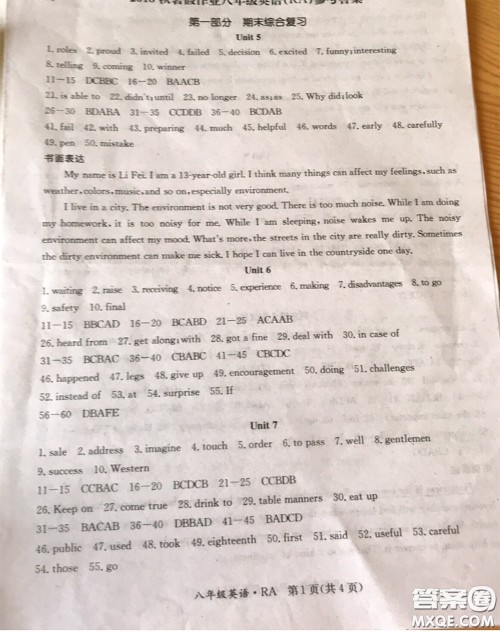 第一部分 期末综合复习
Unit 5
1. roles 2. proud 3. invited 4. failed 5. decision 6. excited 7. funny;interesting
8. telling 9. coming 10. winner
11-15 DCBBC 16-20 BAACB
21. is able to 22. didn't;until 23. no longer 24. as;as 25. Why did;look
26-30 BDABA 31-35 CCDDB 36-40 BCDAB
41. fail 42. with 43. preparing 44. much 45. helpful 46. words 47. early 48. carefully
49. pen 50. mistake
书面表达
My name is Li Fei. I am a 13-year-old girl. I think many things can affect my feelings, such as
weather, colors, music, and so on, especially environment.
I live in a city. The environment is not very good. There is too much noise. While I am doing
my homework, it is too noisy for me. While I am sleeping, noise wakes me up. The noisy
environment can affect my mood. What's more, the streets in the city are really dirty. Sometimes
the dirty environment can make me sick. I hope I can live in the countryside one day.
Unit 6
1. waiting 2. raise 3. receiving 4. notice 5. experience 6. making 7. disadvantages 8. to go
9. safety 10. final
11-15 BBCAD 16-20 BCABD 21-25 ACAAB
26. heard from 27. get along;with 28. got a fine 29. deal with 30. in case of
31-35 BCBAC 36-40 CBABC 41-45 CBCDC
46. happened 47. legs 48. give up 49. encouragement 50. doing 51. challenges
52. instead of 53. at 54. surprise 55. If
56-60 DBAFE
Unit 7
1. sale 2. address 3. imagine 4. touch 5. order 6. to pass 7. well 8. gentlemen
9. success 10. Western
11-15 CCBAC 16-20 BCDCB 21-25 CCBDB
26. Keep on 27. come true 28. drink to 29. table manners 30. eat up
31-35 BACAB 36-40 DBBAD 41-45 BADCD
46. public 47. used 48. took 49. eighteenth 50. first 51. said 52. useful 53. careful
54. those 55. go
八年级英语·RA 第1页(共4页)
答案圈
MXQE.COM